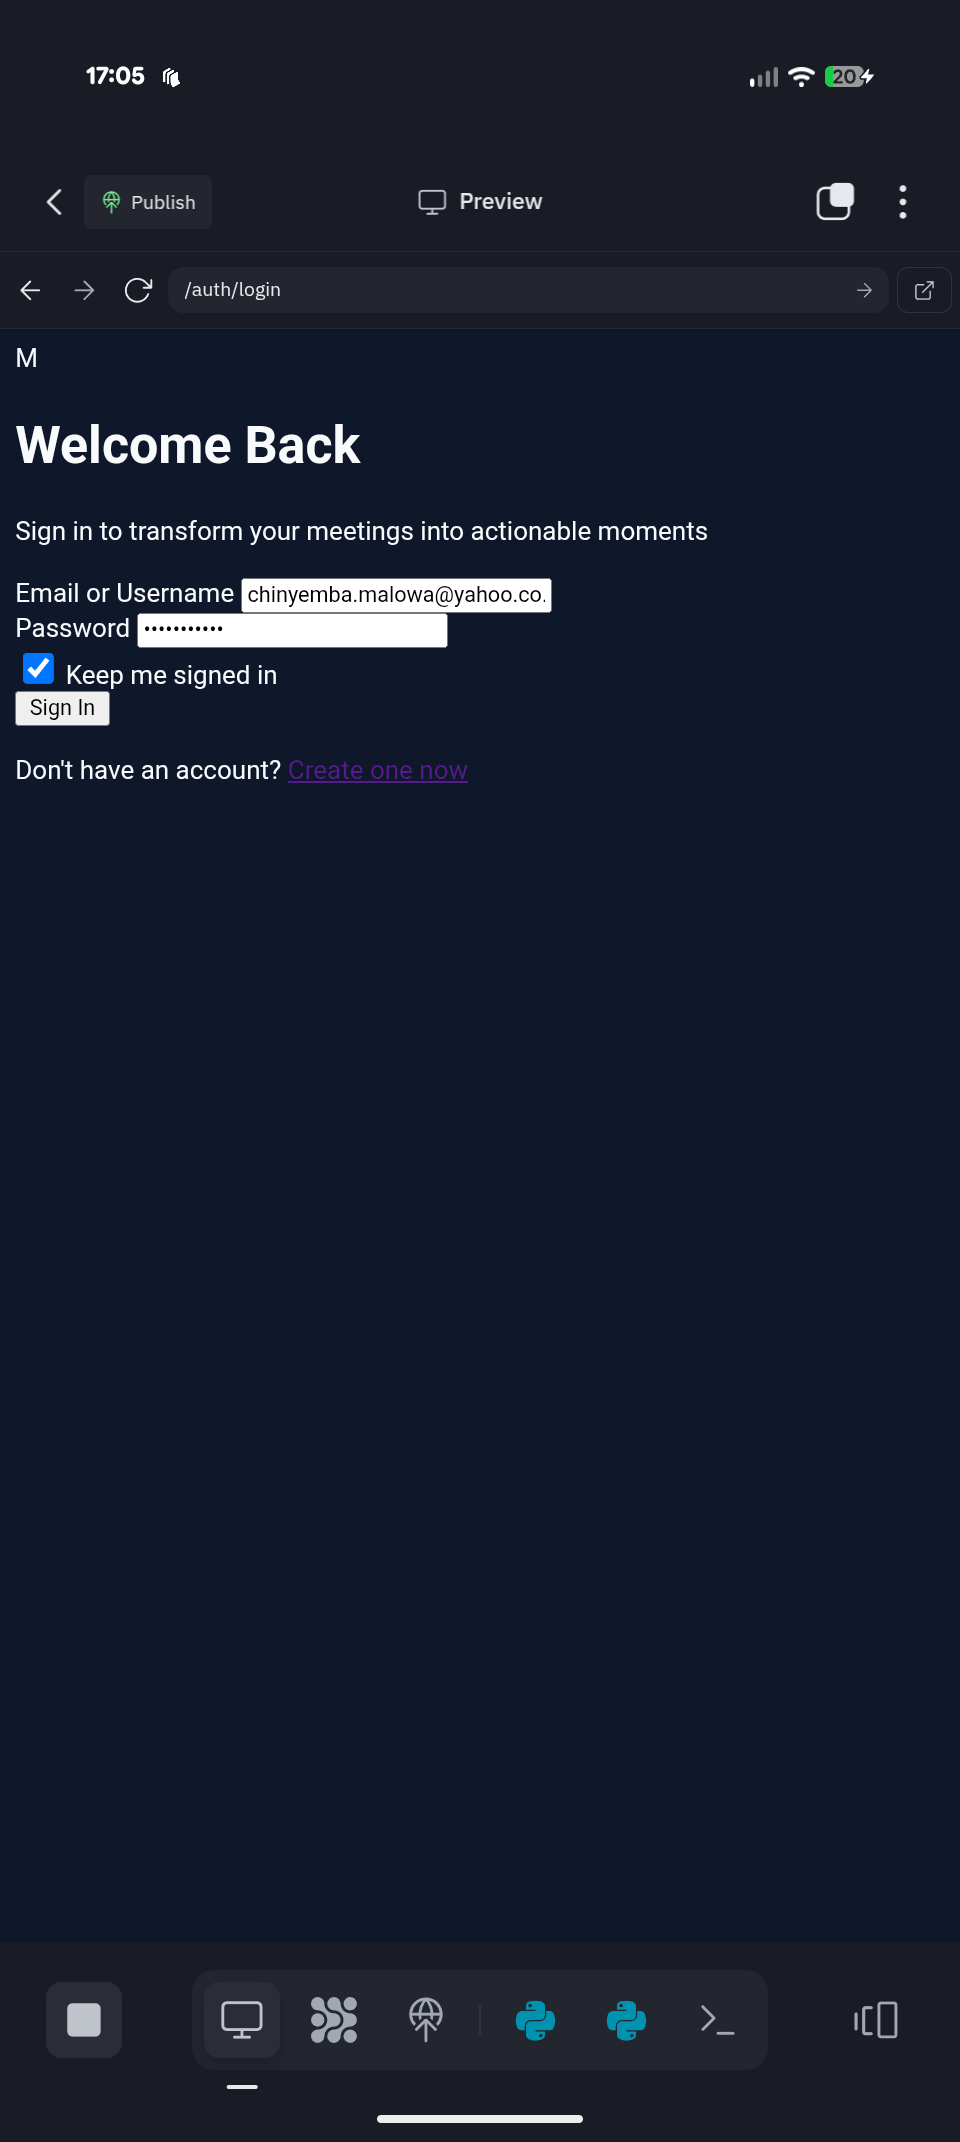 17:05
20
Publish
Preview
/auth/login
M
Welcome Back
Sign in to transform your meetings into actionable moments
Email or Username chinyemba.malowa@yahoo.co.
Password •••••••••••
Keep me signed in
Sign In
Don't have an account? Create one now